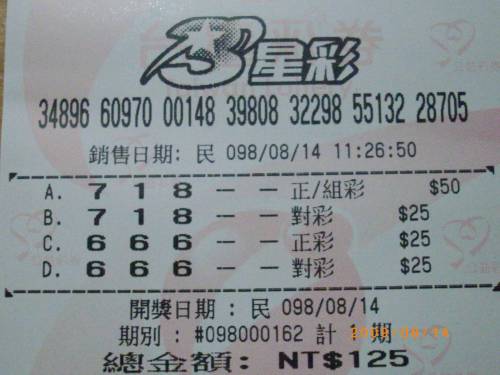 3星彩
34896 60970 00148 39808 32298 55132 28705
銷售日期: 民 098/08/14 11:26:50
A. 7 1 8 - - 正/組彩 $50
B. 7 1 8 - - 對彩 $25
C. 6 6 6 - - 正彩 $25
D. 6 6 6 - - 對彩 $25
開獎日期 : 民 098/08/14
期別 : #098000162 計 期
總金額: NT$125